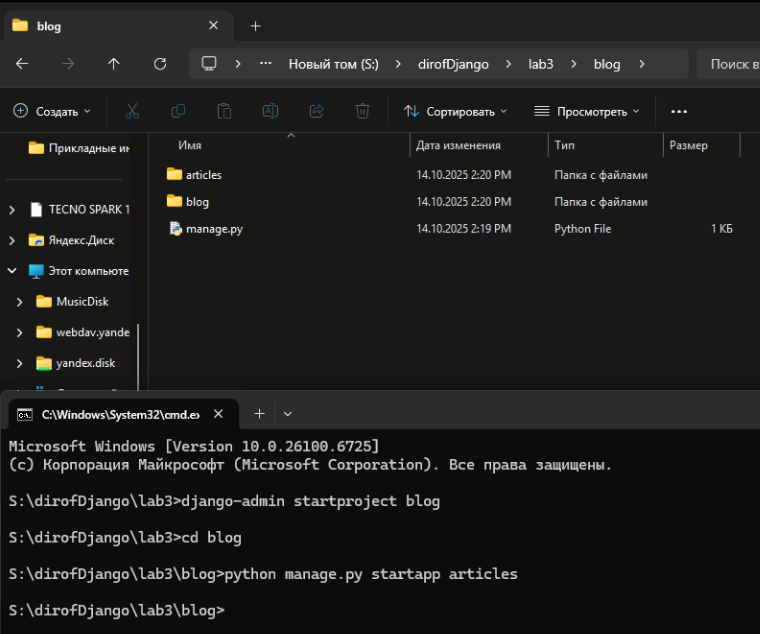 blog
Новый том (S:) dirofDjango lab3 blog Поиск в
Создать Сортировать Просмотреть
Прикладные ин
Имя Дата изменения Тип Размер
articles 14.10.2025 2:20 PM Папка с файлами
blog 14.10.2025 2:20 PM Папка с файлами
manage.py 14.10.2025 2:19 PM Python File 1 КБ
TECNO SPARK 1
Яндекс.Диск
Этот компьюте
MusicDisk
webdav.yande
yandex.disk
C:\Windows\System32\cmd.ex
Microsoft Windows [Version 10.0.26100.6725]
(c) Корпорация Майкрософт (Microsoft Corporation). Все права защищены.
S:\dirofDjango\lab3>django-admin startproject blog
S:\dirofDjango\lab3>cd blog
S:\dirofDjango\lab3\blog>python manage.py startapp articles
S:\dirofDjango\lab3\blog>